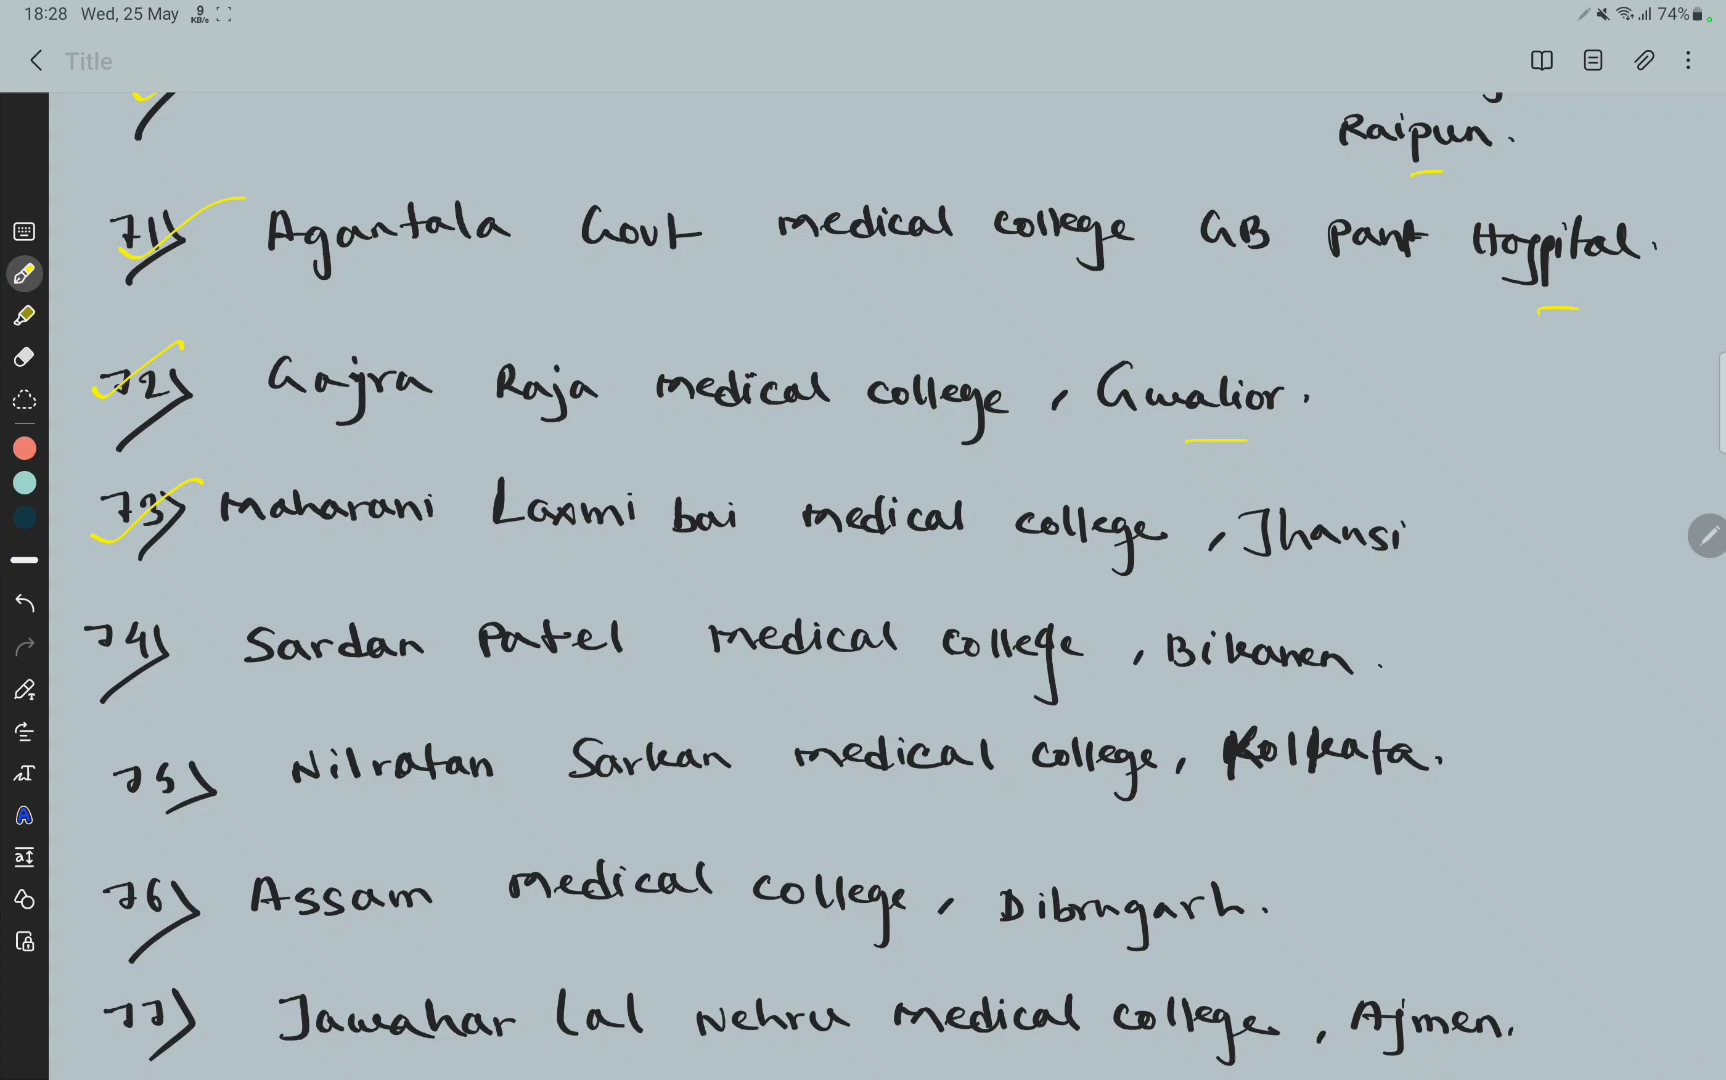 18:28 Wed, 25 May 9 KB/s 74%
Title
Raipur.
71) Agartala Govt medical college GB pant Hospital.
72) Gajra Raja medical college, Gwalior.
73) Maharani Laxmi bai medical college, Jhansi
74) Sardar Patel medical college, Bikaner.
75) Nilratan Sarkar medical college, Kolkata.
76) Assam medical college, Dibrugarh.
77) Jawahar lal Nehru medical college, Ajmer.